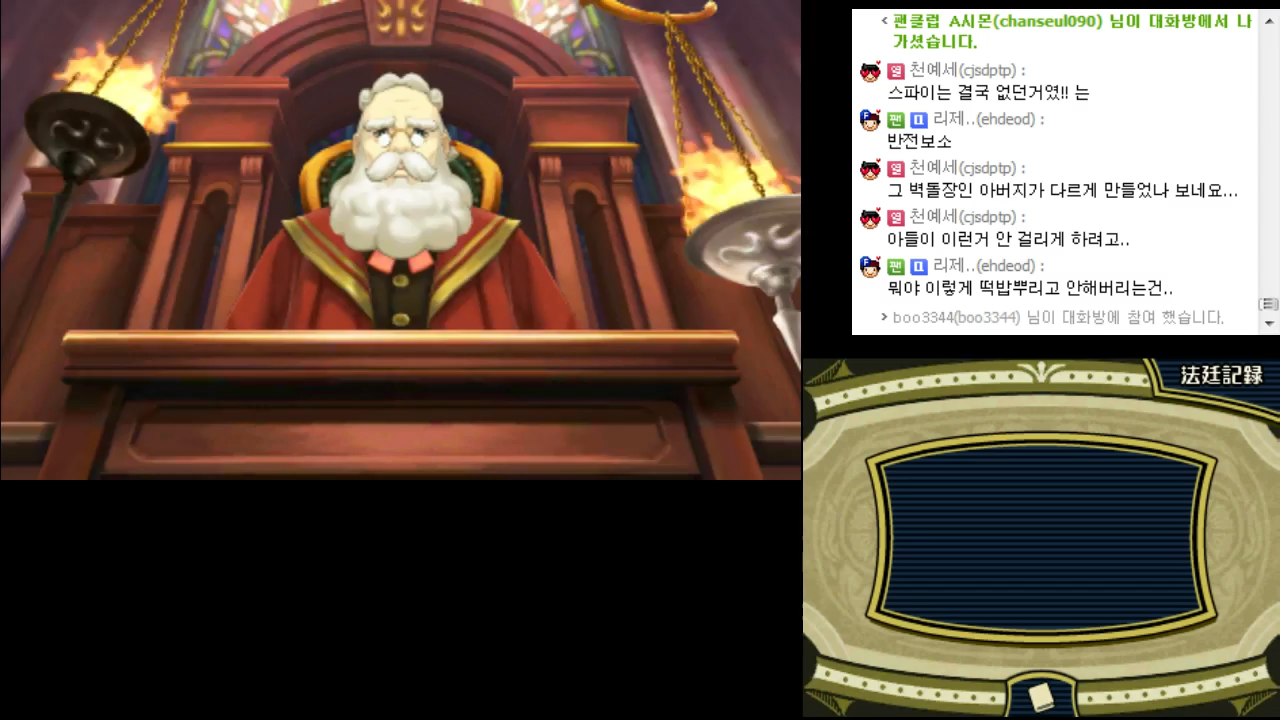 < 팬클럽 A시몬(chanseul090) 님이 대화방에서 나
가셨습니다.
열 천예세(cjsdptp) :
스파이는 결국 없던거였!! 는
팬 리제..(ehdeod) :
반전보소
열 천예세(cjsdptp) :
그 벽돌장인 아버지가 다르게 만들었나 보네요...
열 천예세(cjsdptp) :
아들이 이런거 안 걸리게 하려고..
팬 리제..(ehdeod) :
뭐야 이렇게 떡밥뿌리고 안해버리는건..
> boo3344(boo3344) 님이 대화방에 참여 했습니다.
法廷記録